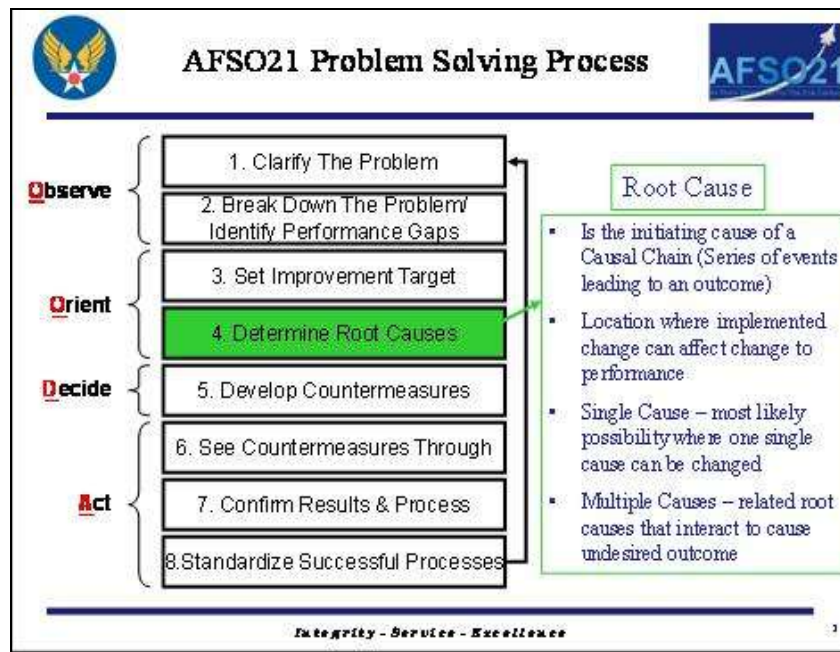 AFSO21 Problem Solving Process
AFSO21
Observe
1. Clarify The Problem
2. Break Down The Problem/
Identify Performance Gaps
Orient
3. Set Improvement Target
4. Determine Root Causes
Decide
5. Develop Countermeasures
Act
6. See Countermeasures Through
7. Confirm Results & Process
8.Standardize Successful Processes
Root Cause
▪ Is the initiating cause of a
Causal Chain (Series of events
leading to an outcome)
▪ Location where implemented
change can affect change to
performance
▪ Single Cause – most likely
possibility where one single
cause can be changed
▪ Multiple Causes – related root
causes that interact to cause
undesired outcome
Integrity - Service - Excellence